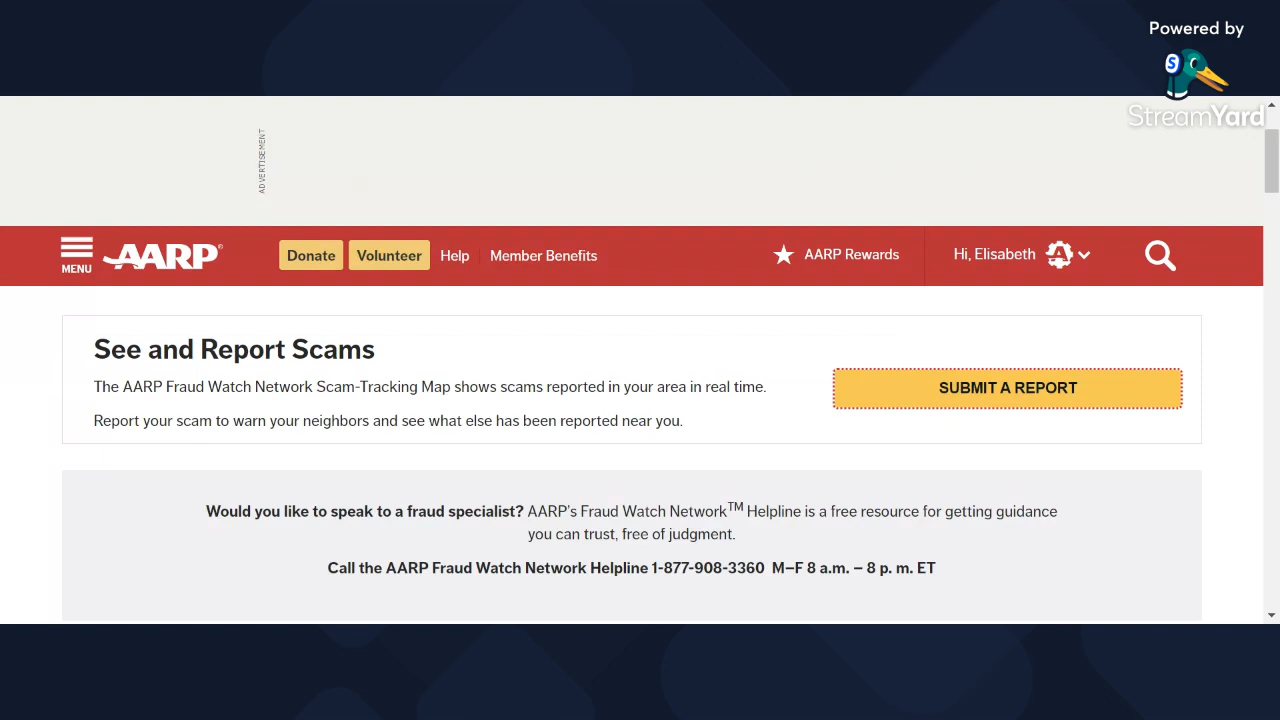 Powered by
S
StreamYard
ADVERTISEMENT
MENU
AARP®
Donate
Volunteer
Help
Member Benefits
AARP Rewards
Hi, Elisabeth
See and Report Scams
The AARP Fraud Watch Network Scam-Tracking Map shows scams reported in your area in real time.
SUBMIT A REPORT
Report your scam to warn your neighbors and see what else has been reported near you.
Would you like to speak to a fraud specialist? AARP's Fraud Watch Network™ Helpline is a free resource for getting guidance
you can trust, free of judgment.
Call the AARP Fraud Watch Network Helpline 1-877-908-3360 M–F 8 a.m. – 8 p. m. ET